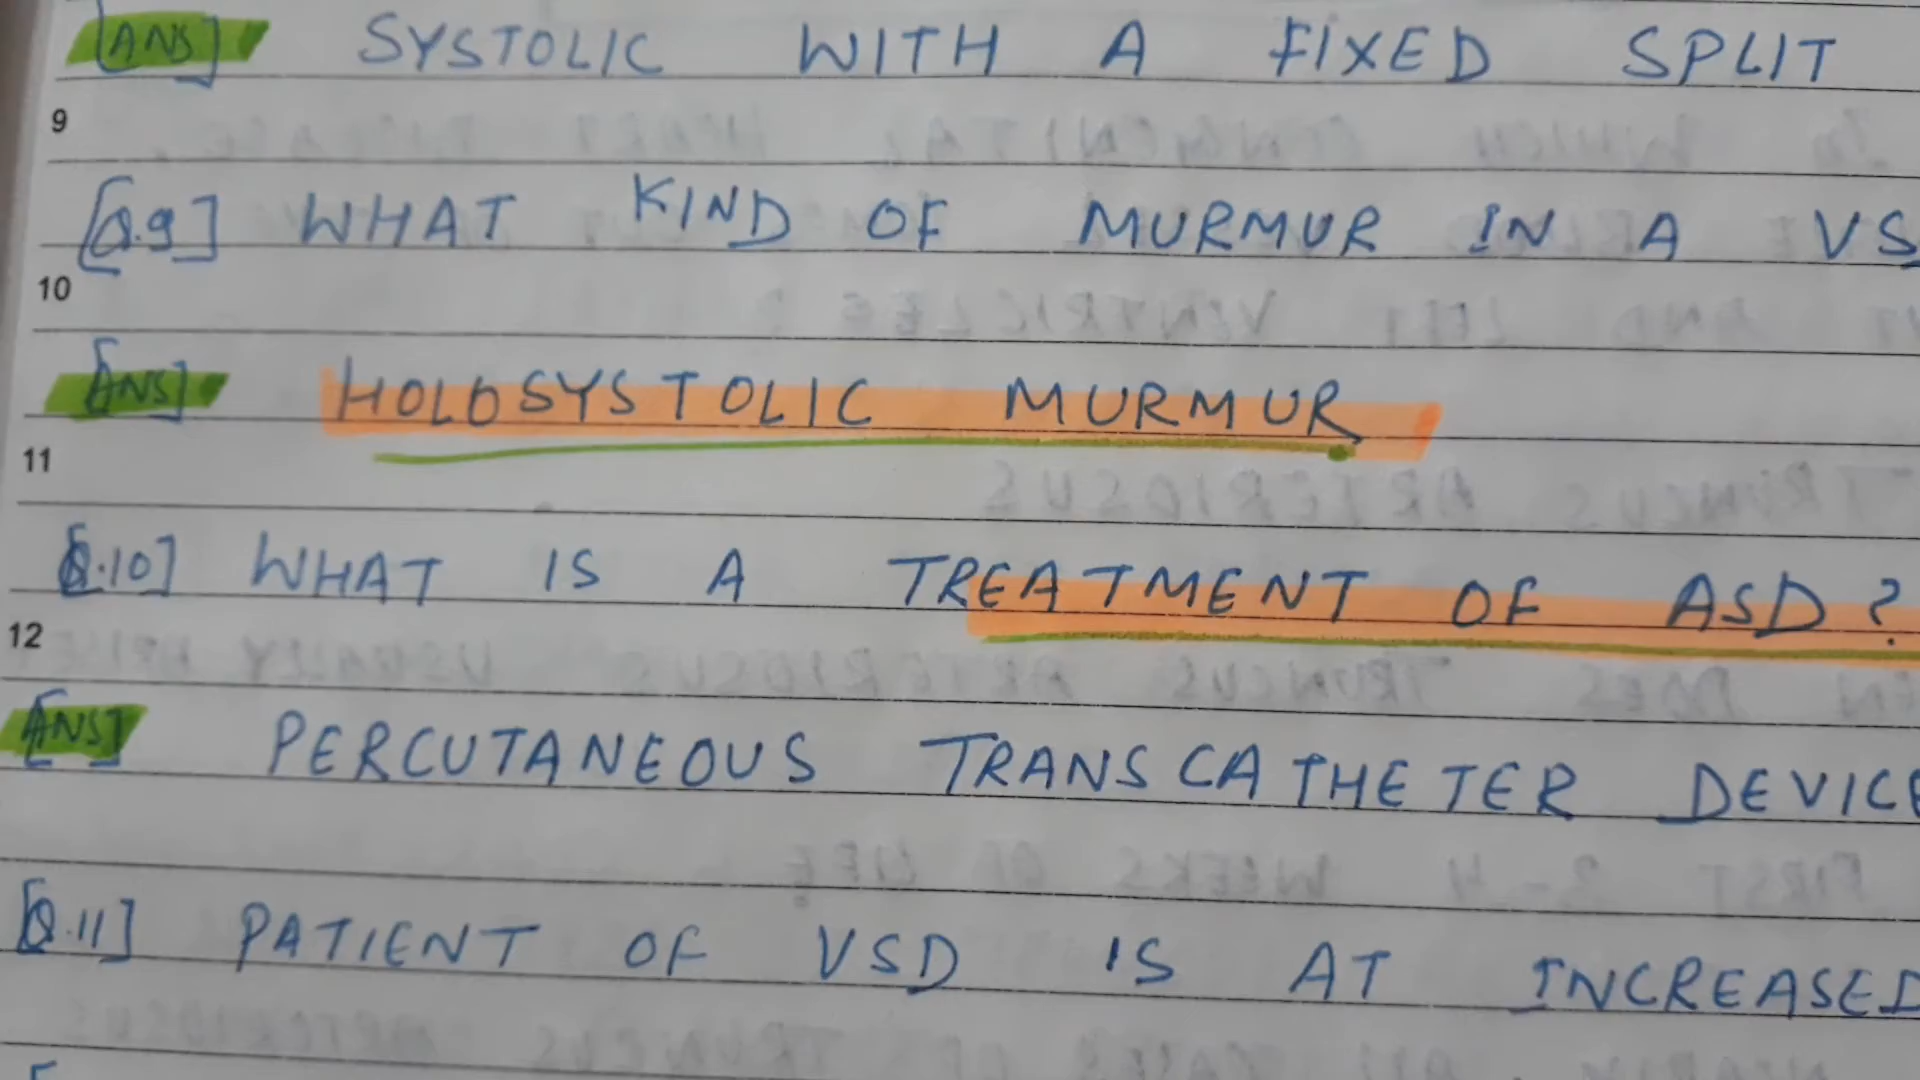 [ANS] SYSTOLIC WITH A FIXED SPLIT
9
[Q.9] WHAT KIND OF MURMUR IN A VS
10
[ANS] HOLOSYSTOLIC MURMUR
11
[Q.10] WHAT IS A TREATMENT OF ASD?
12
[ANS] PERCUTANEOUS TRANSCATHETER DEVICE
[Q.11] PATIENT OF VSD IS AT INCREASED